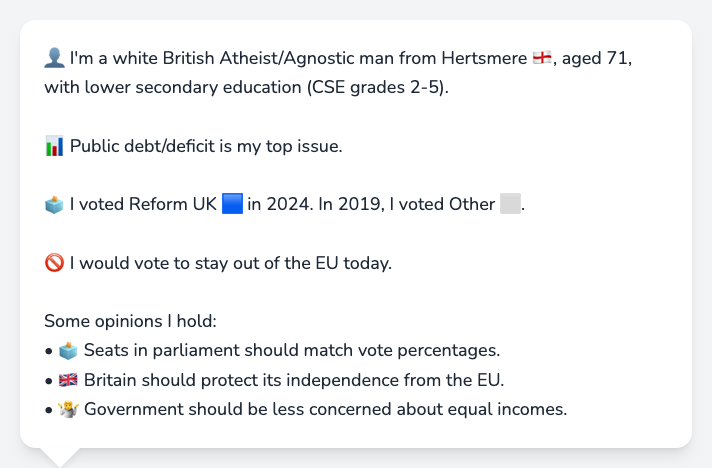 👤 I'm a white British Atheist/Agnostic man from Hertsmere 🏴󠁧󠁢󠁥󠁮󠁧󠁿, aged 71,
with lower secondary education (CSE grades 2-5).
📊 Public debt/deficit is my top issue.
🗳️ I voted Reform UK 🟦 in 2024. In 2019, I voted Other ⬜.
🚫 I would vote to stay out of the EU today.
Some opinions I hold:
• 🗳️ Seats in parliament should match vote percentages.
• 🇬🇧 Britain should protect its independence from the EU.
• 🤷 Government should be less concerned about equal incomes.